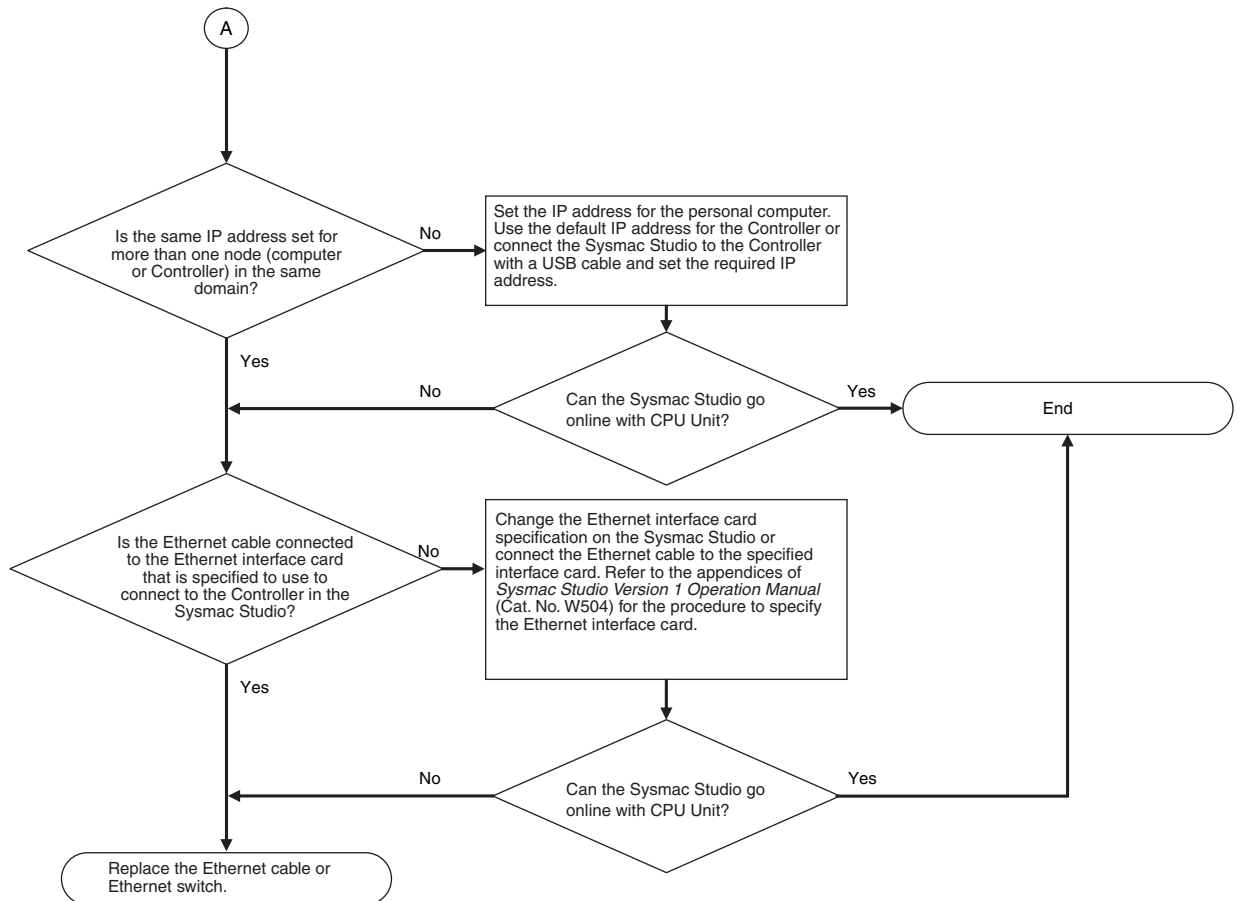 A
Is the same IP address set for
more than one node (computer
or Controller) in the same
domain?
No
Set the IP address for the personal computer.
Use the default IP address for the Controller or
connect the Sysmac Studio to the Controller
with a USB cable and set the required IP
address.
Yes
No
Can the Sysmac Studio go
online with CPU Unit?
Yes
End
Is the Ethernet cable connected
to the Ethernet interface card
that is specified to use to
connect to the Controller in the
Sysmac Studio?
No
Change the Ethernet interface card
specification on the Sysmac Studio or
connect the Ethernet cable to the specified
interface card. Refer to the appendices of
Sysmac Studio Version 1 Operation Manual
(Cat. No. W504) for the procedure to specify
the Ethernet interface card.
Yes
No
Can the Sysmac Studio go
online with CPU Unit?
Yes
Replace the Ethernet cable or
Ethernet switch.